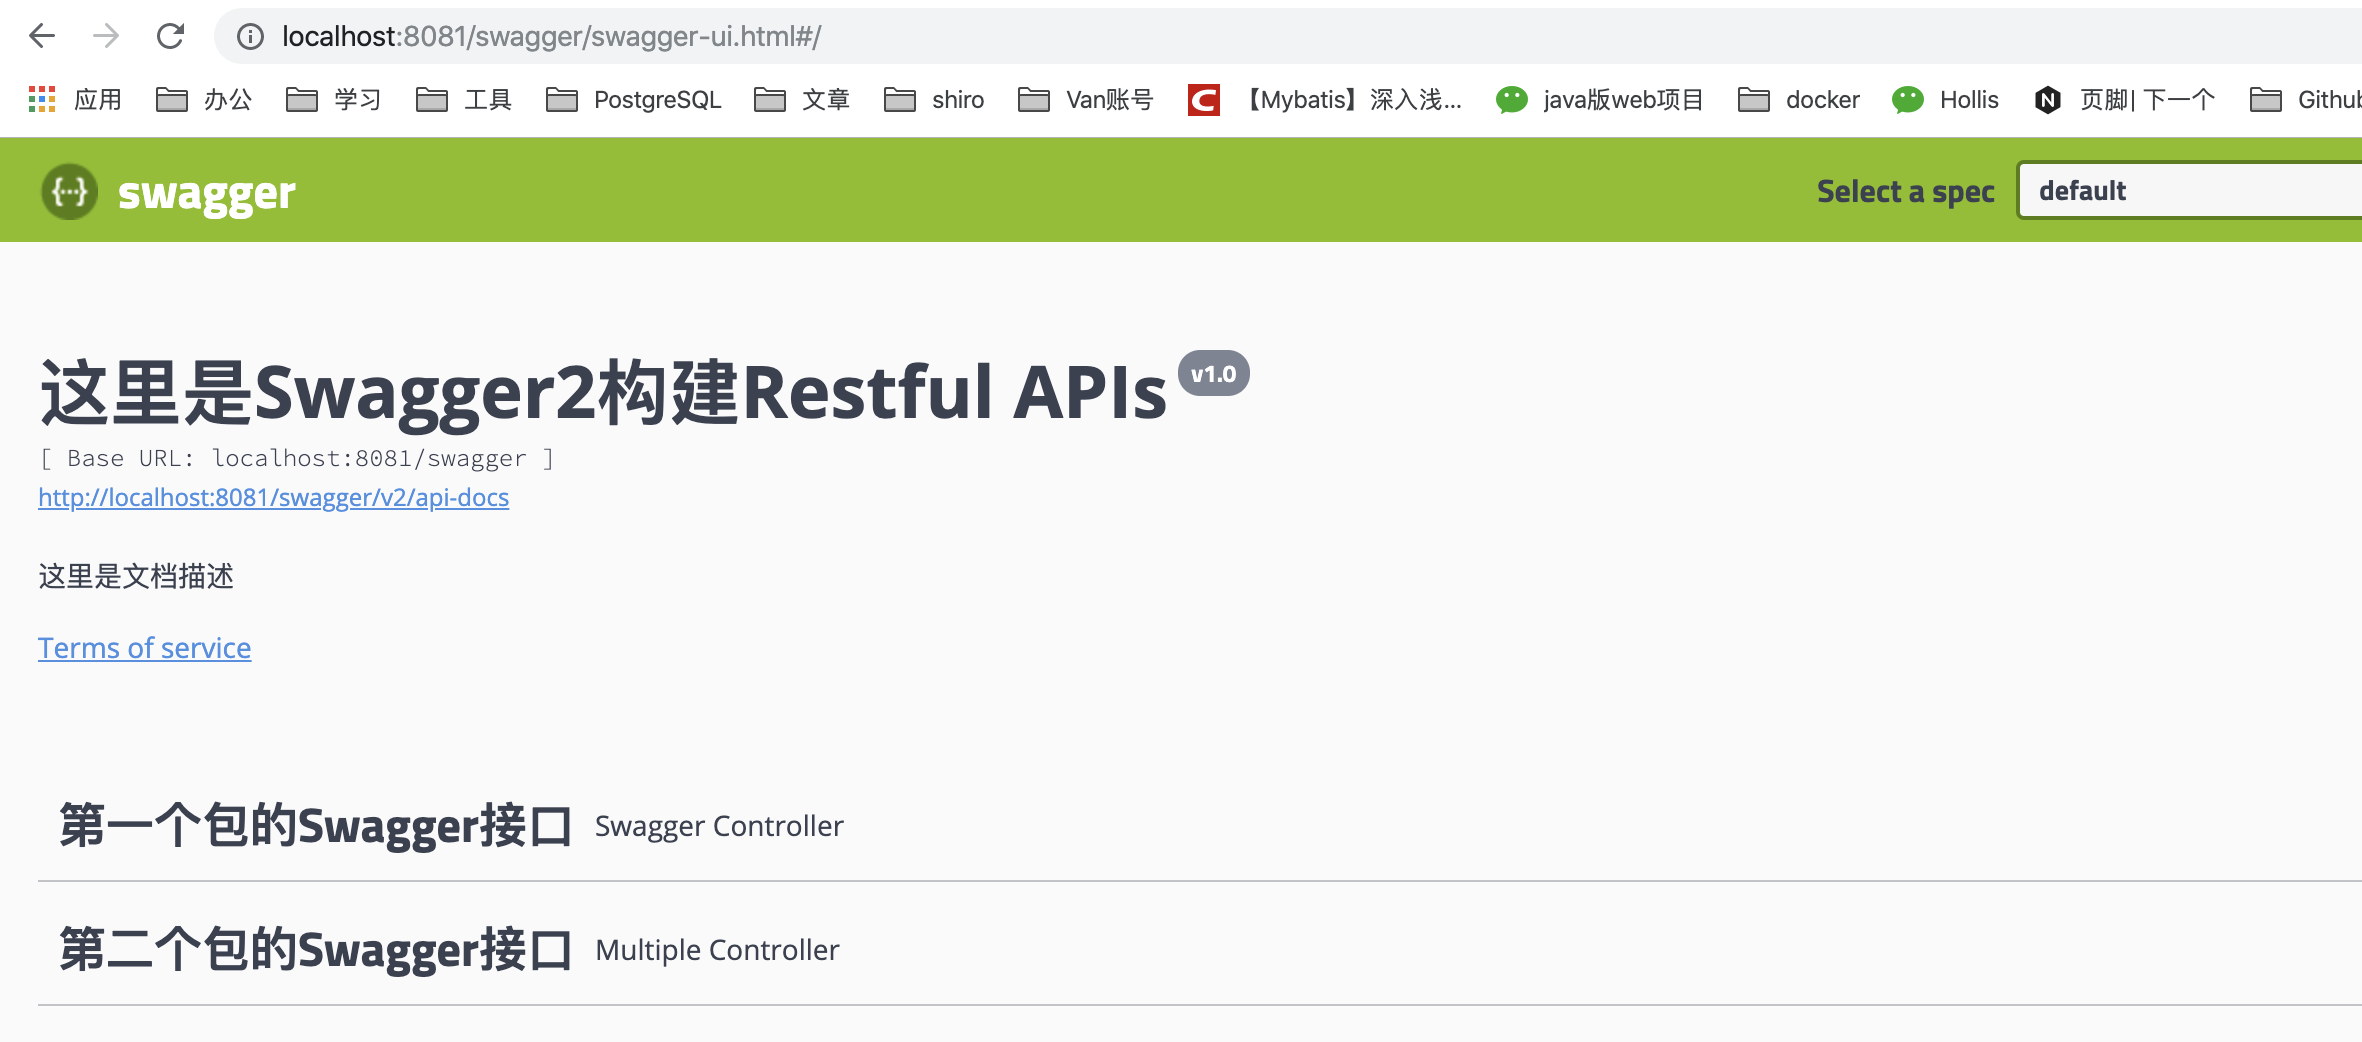 localhost:8081/swagger/swagger-ui.html#/
应用 办公 学习 工具 PostgreSQL 文章 shiro Van账号 【Mybatis】深入浅... java版web项目 docker Hollis 页脚| 下一个 Github
{...} swagger Select a spec default
这里是Swagger2构建Restful APIs v1.0
[ Base URL: localhost:8081/swagger ]
http://localhost:8081/swagger/v2/api-docs
这里是文档描述
Terms of service
第一个包的Swagger接口 Swagger Controller
第二个包的Swagger接口 Multiple Controller